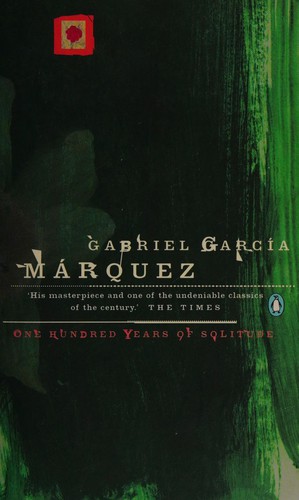 GABRIEL GARCÍA
MÁRQUEZ
'His masterpiece and one of the undeniable classics
of the century.' THE TIMES
ONE HUNDRED YEARS OF SOLITUDE